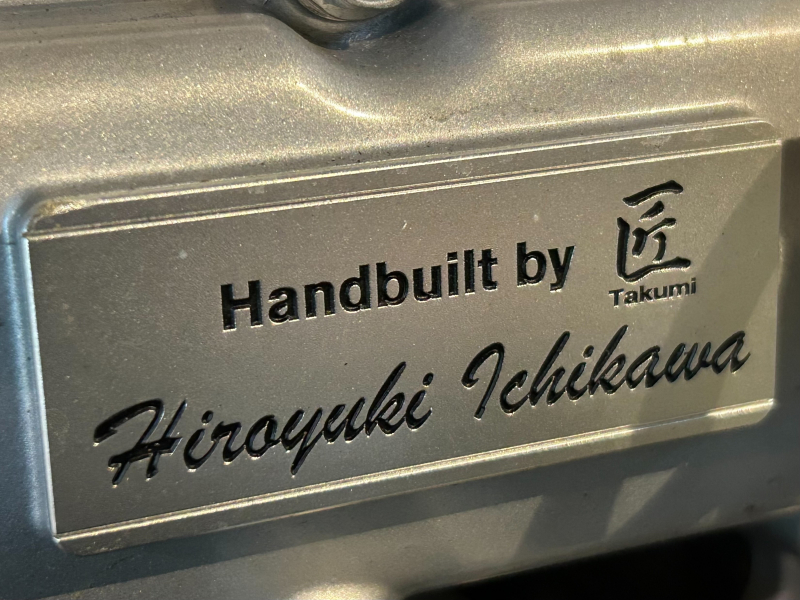 Handbuilt by 匠
Takumi
Hiroyuki Ichikawa